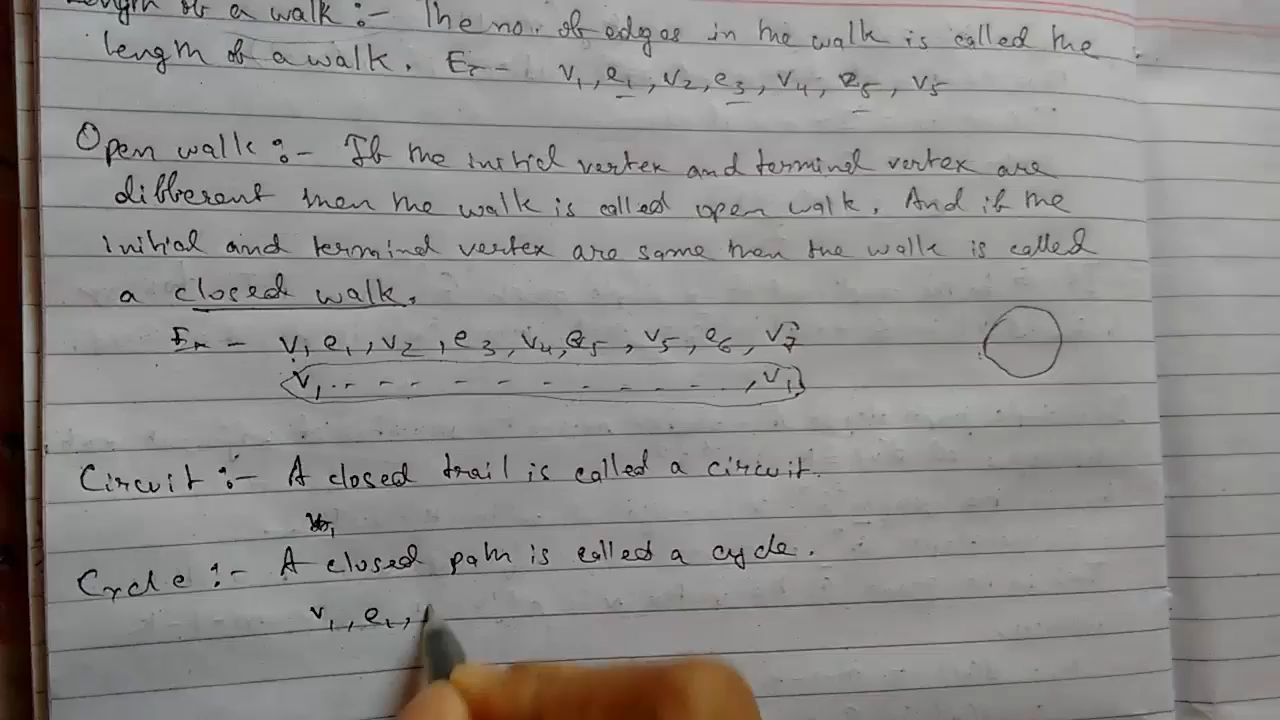 Length of a walk :- The no. of edges in the walk is called the
length of a walk. Ex - v1, e1, v2, e3, v4, e5, v5
Open walk :- If the initial vertex and terminal vertex are
different then the walk is called open walk. And if the
initial and terminal vertex are same then the walk is called
a closed walk.
Ex - v1 e1, v2, e3, v4, e5, v5, e6, v7
v1 - - - - - - - - - - , v1
Circuit :- A closed trail is called a circuit.
Cycle :- A closed path is called a cycle.
v1, e1,